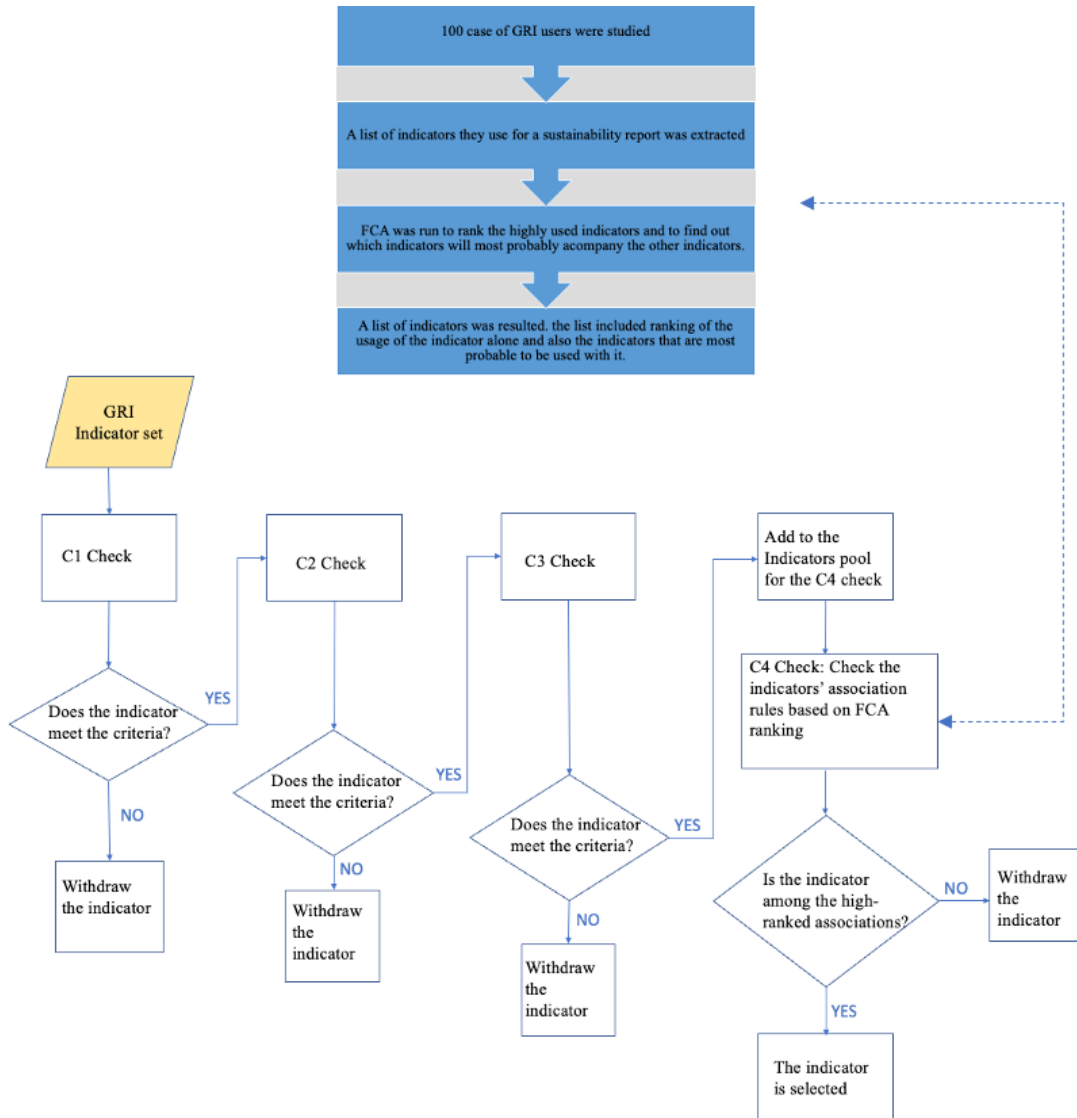 100 case of GRI users were studied
A list of indicators they use for a sustainability report was extracted
FCA was run to rank the highly used indicators and to find out
which indicators will most probably acompany the other indicators.
A list of indicators was resulted. the list included ranking of the
usage of the indicator alone and also the indicators that are most
probable to be used with it.
GRI
Indicator set
C1 Check
C2 Check
C3 Check
Add to the
Indicators pool
for the C4 check
C4 Check: Check the
indicators' association
rules based on FCA
ranking
Does the indicator
meet the criteria?
YES
NO
Withdraw
the indicator
Does the indicator
meet the criteria?
YES
NO
Withdraw
the
indicator
Does the indicator
meet the criteria?
YES
NO
Withdraw
the
indicator
Is the indicator
among the high-
ranked associations?
NO
Withdraw
the
indicator
YES
The indicator
is selected